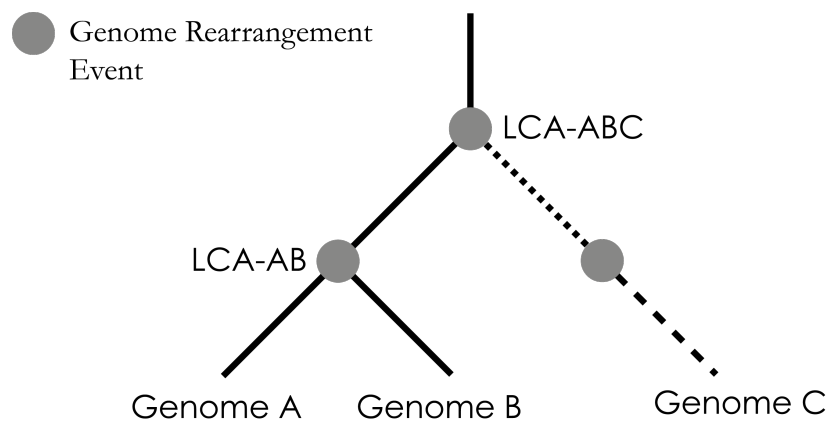 Genome Rearrangement
Event
LCA-ABC
LCA-AB
Genome A
Genome B
Genome C